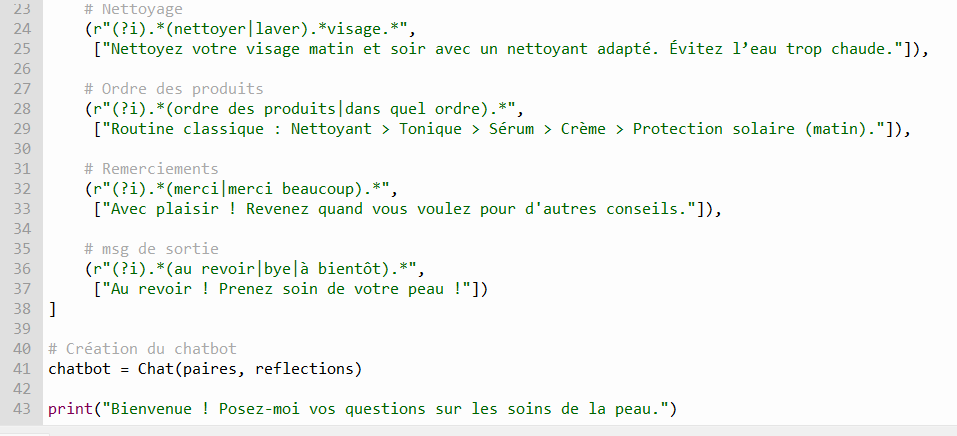 23 # Nettoyage
24 (r"(?i).*(nettoyer|laver).*visage.*",
25 ["Nettoyez votre visage matin et soir avec un nettoyant adapté. Évitez l’eau trop chaude."]),
26
27 # Ordre des produits
28 (r"(?i).*(ordre des produits|dans quel ordre).*",
29 ["Routine classique : Nettoyant > Tonique > Sérum > Crème > Protection solaire (matin)."]),
30
31 # Remerciements
32 (r"(?i).*(merci|merci beaucoup).*",
33 ["Avec plaisir ! Revenez quand vous voulez pour d'autres conseils."]),
34
35 # msg de sortie
36 (r"(?i).*(au revoir|bye|à bientôt).*",
37 ["Au revoir ! Prenez soin de votre peau !"])
38 ]
39
40 # Création du chatbot
41 chatbot = Chat(paires, reflections)
42
43 print("Bienvenue ! Posez-moi vos questions sur les soins de la peau.")